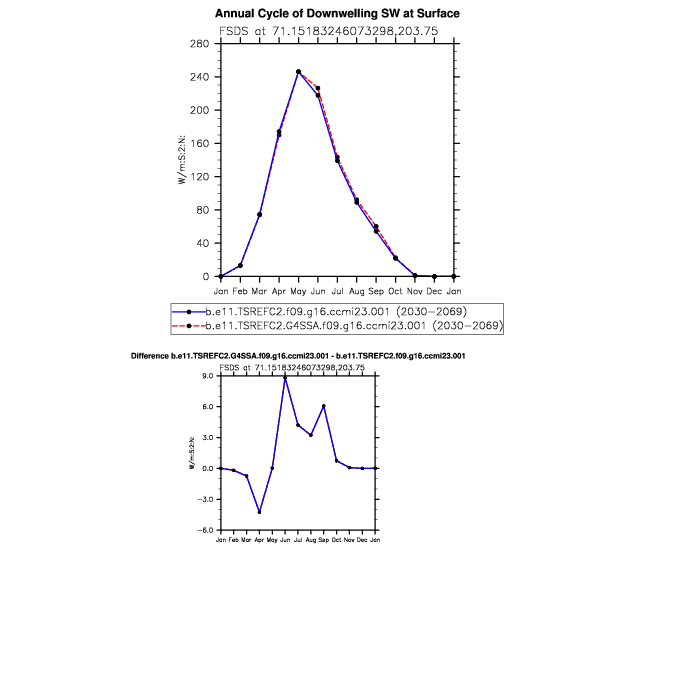 Annual Cycle of Downwelling SW at Surface
FSDS at 71.15183246073298,203.75
280
240
200
160
120
80
40
0
W/m:S:2:N:
Jan Feb Mar Apr May Jun Jul Aug Sep Oct Nov Dec Jan
b.e11.TSREFC2.f09.g16.ccmi23.001 (2030-2069)
b.e11.TSREFC2.G4SSA.f09.g16.ccmi23.001 (2030-2069)
Difference b.e11.TSREFC2.G4SSA.f09.g16.ccmi23.001 - b.e11.TSREFC2.f09.g16.ccmi23.001
FSDS at 71.15183246073298,203.75
9.0
6.0
3.0
0.0
-3.0
-6.0
W/m:S:2:N:
Jan Feb Mar Apr May Jun Jul Aug Sep Oct Nov Dec Jan